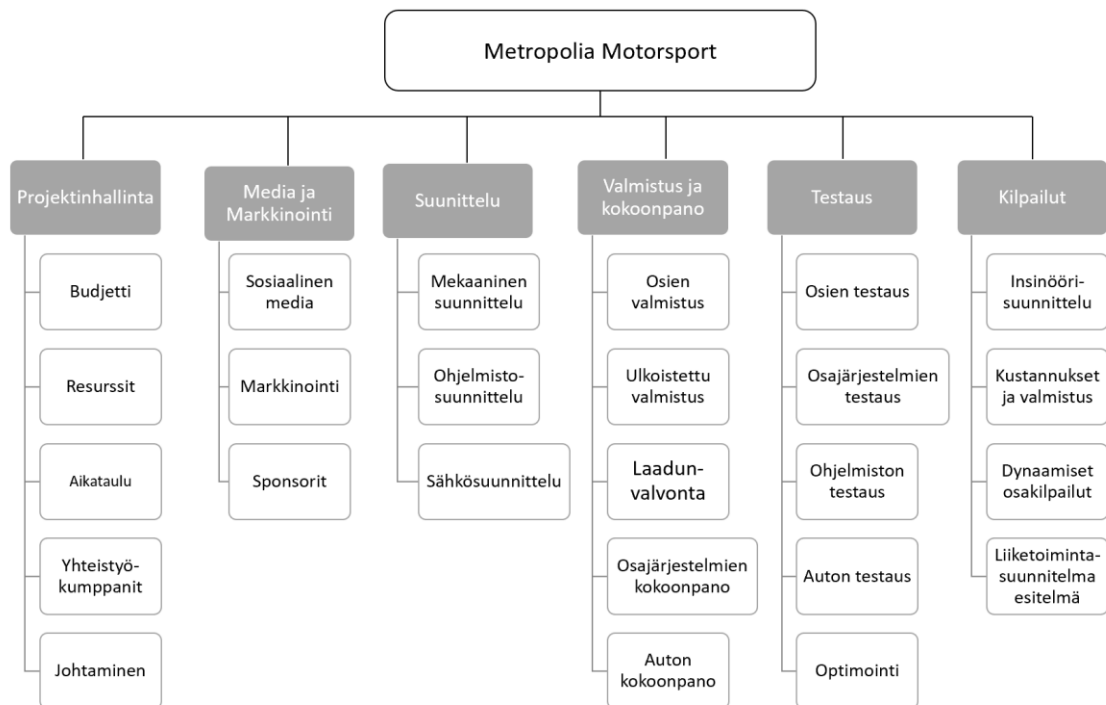 Metropolia Motorsport
Projektinhallinta
Media ja
Markkinointi
Suunittelu
Valmistus ja
kokoonpano
Testaus
Kilpailut
Budjetti
Resurssit
Aikataulu
Yhteistyö-
kumppanit
Johtaminen
Sosiaalinen
media
Markkinointi
Sponsorit
Mekaaninen
suunnittelu
Ohjelmisto-
suunnittelu
Sähkösuunnittelu
Osien
valmistus
Ulkoistettu
valmistus
Laadun-
valvonta
Osajärjestelmien
kokoonpano
Auton
kokoonpano
Osien testaus
Osajärjestelmien
testaus
Ohjelmiston
testaus
Auton testaus
Optimointi
Insinööri-
suunnittelu
Kustannukset
ja valmistus
Dynaamiset
osakilpailut
Liiketoiminta-
suunnitelma
esitelmä